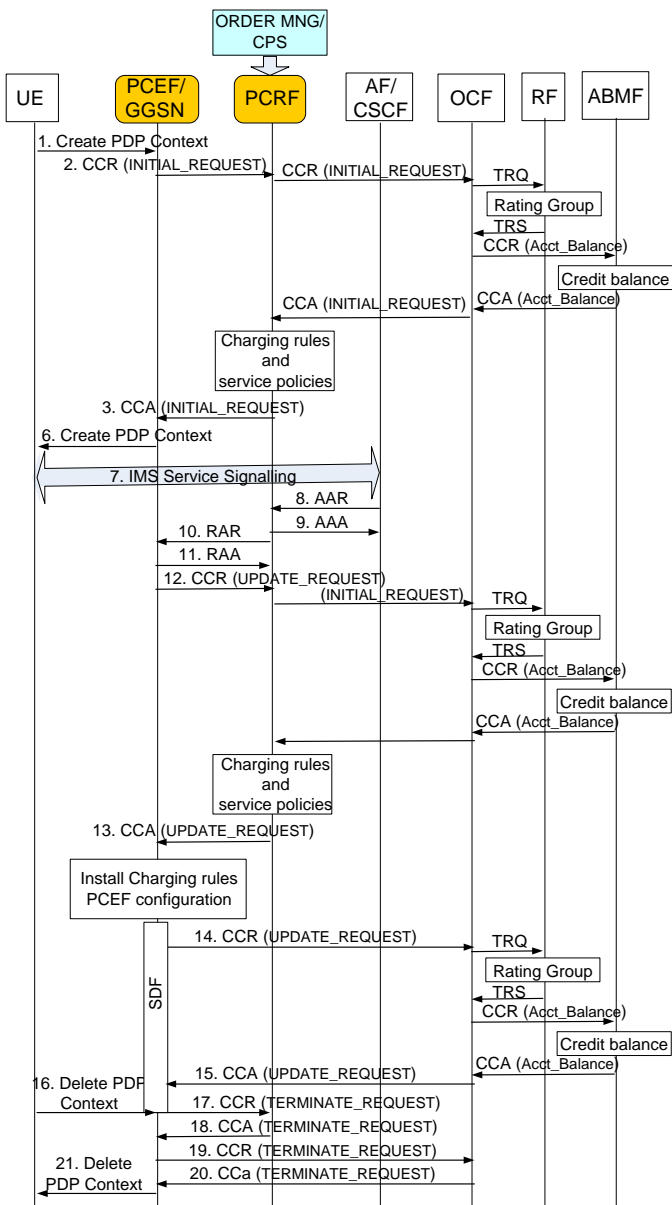 ORDER MNG/
CPS
UE
PCEF/
GGSN
PCRF
AF/
CSCF
OCF
RF
ABMF
1. Create PDP Context
2. CCR (INITIAL_REQUEST)
CCR (INITIAL_REQUEST)
TRQ
Rating Group
TRS
CCR (Acct_Balance)
Credit balance
CCA (INITIAL_REQUEST)
CCA (Acct_Balance)
Charging rules
and
service policies
3. CCA (INITIAL_REQUEST)
6. Create PDP Context
7. IMS Service Signalling
8. AAR
9. AAA
10. RAR
11. RAA
12. CCR (UPDATE_REQUEST)
(INITIAL_REQUEST)
TRQ
Rating Group
TRS
CCR (Acct_Balance)
Credit balance
CCA (Acct_Balance)
Charging rules
and
service policies
13. CCA (UPDATE_REQUEST)
Install Charging rules
PCEF configuration
SDF
14. CCR (UPDATE_REQUEST)
TRQ
Rating Group
TRS
CCR (Acct_Balance)
Credit balance
15. CCA (UPDATE_REQUEST)
CCA (Acct_Balance)
16. Delete PDP
Context
17. CCR (TERMINATE_REQUEST)
18. CCA (TERMINATE_REQUEST)
19. CCR (TERMINATE_REQUEST)
20. CCa (TERMINATE_REQUEST)
21. Delete
PDP Context